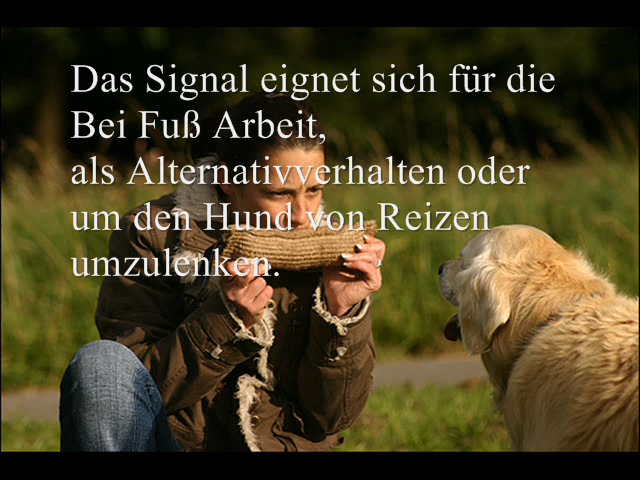 Das Signal eignet sich für die
Bei Fuß Arbeit,
als Alternativverhalten oder
um den Hund von Reizen
umzulenken.